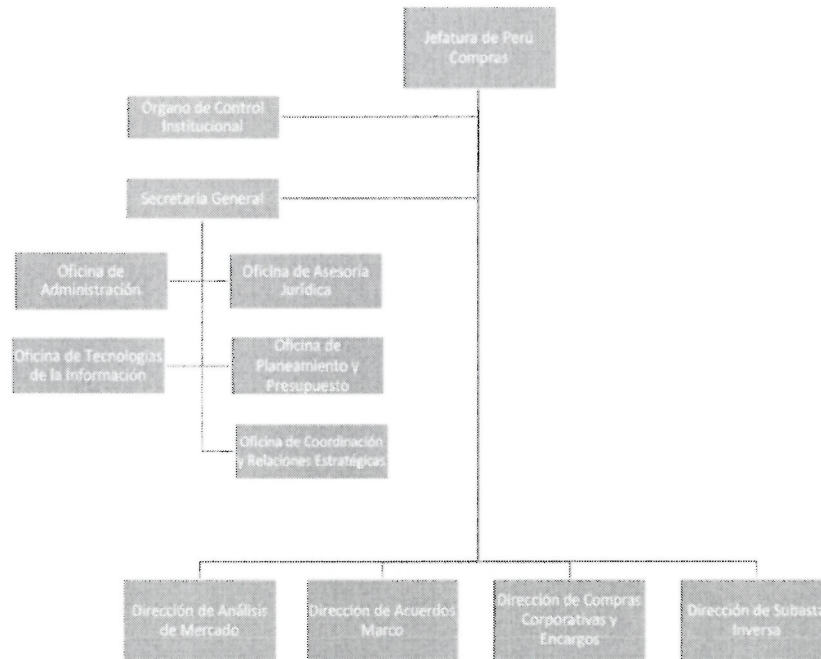 Jefatura de Perú
Compras
Órgano de Control
Institucional
Secretaria General
Oficina de
Administración
Oficina de Asesoría
Jurídica
Oficina de Tecnologías
de la Información
Oficina de
Planeamiento y
Presupuesto
Oficina de Coordinación
y Relaciones Estratégicas
Dirección de Análisis
de Mercado
Dirección de Acuerdos
Marco
Dirección de Compras
Corporativas y
Encargos
Dirección de Subasta
Inversa